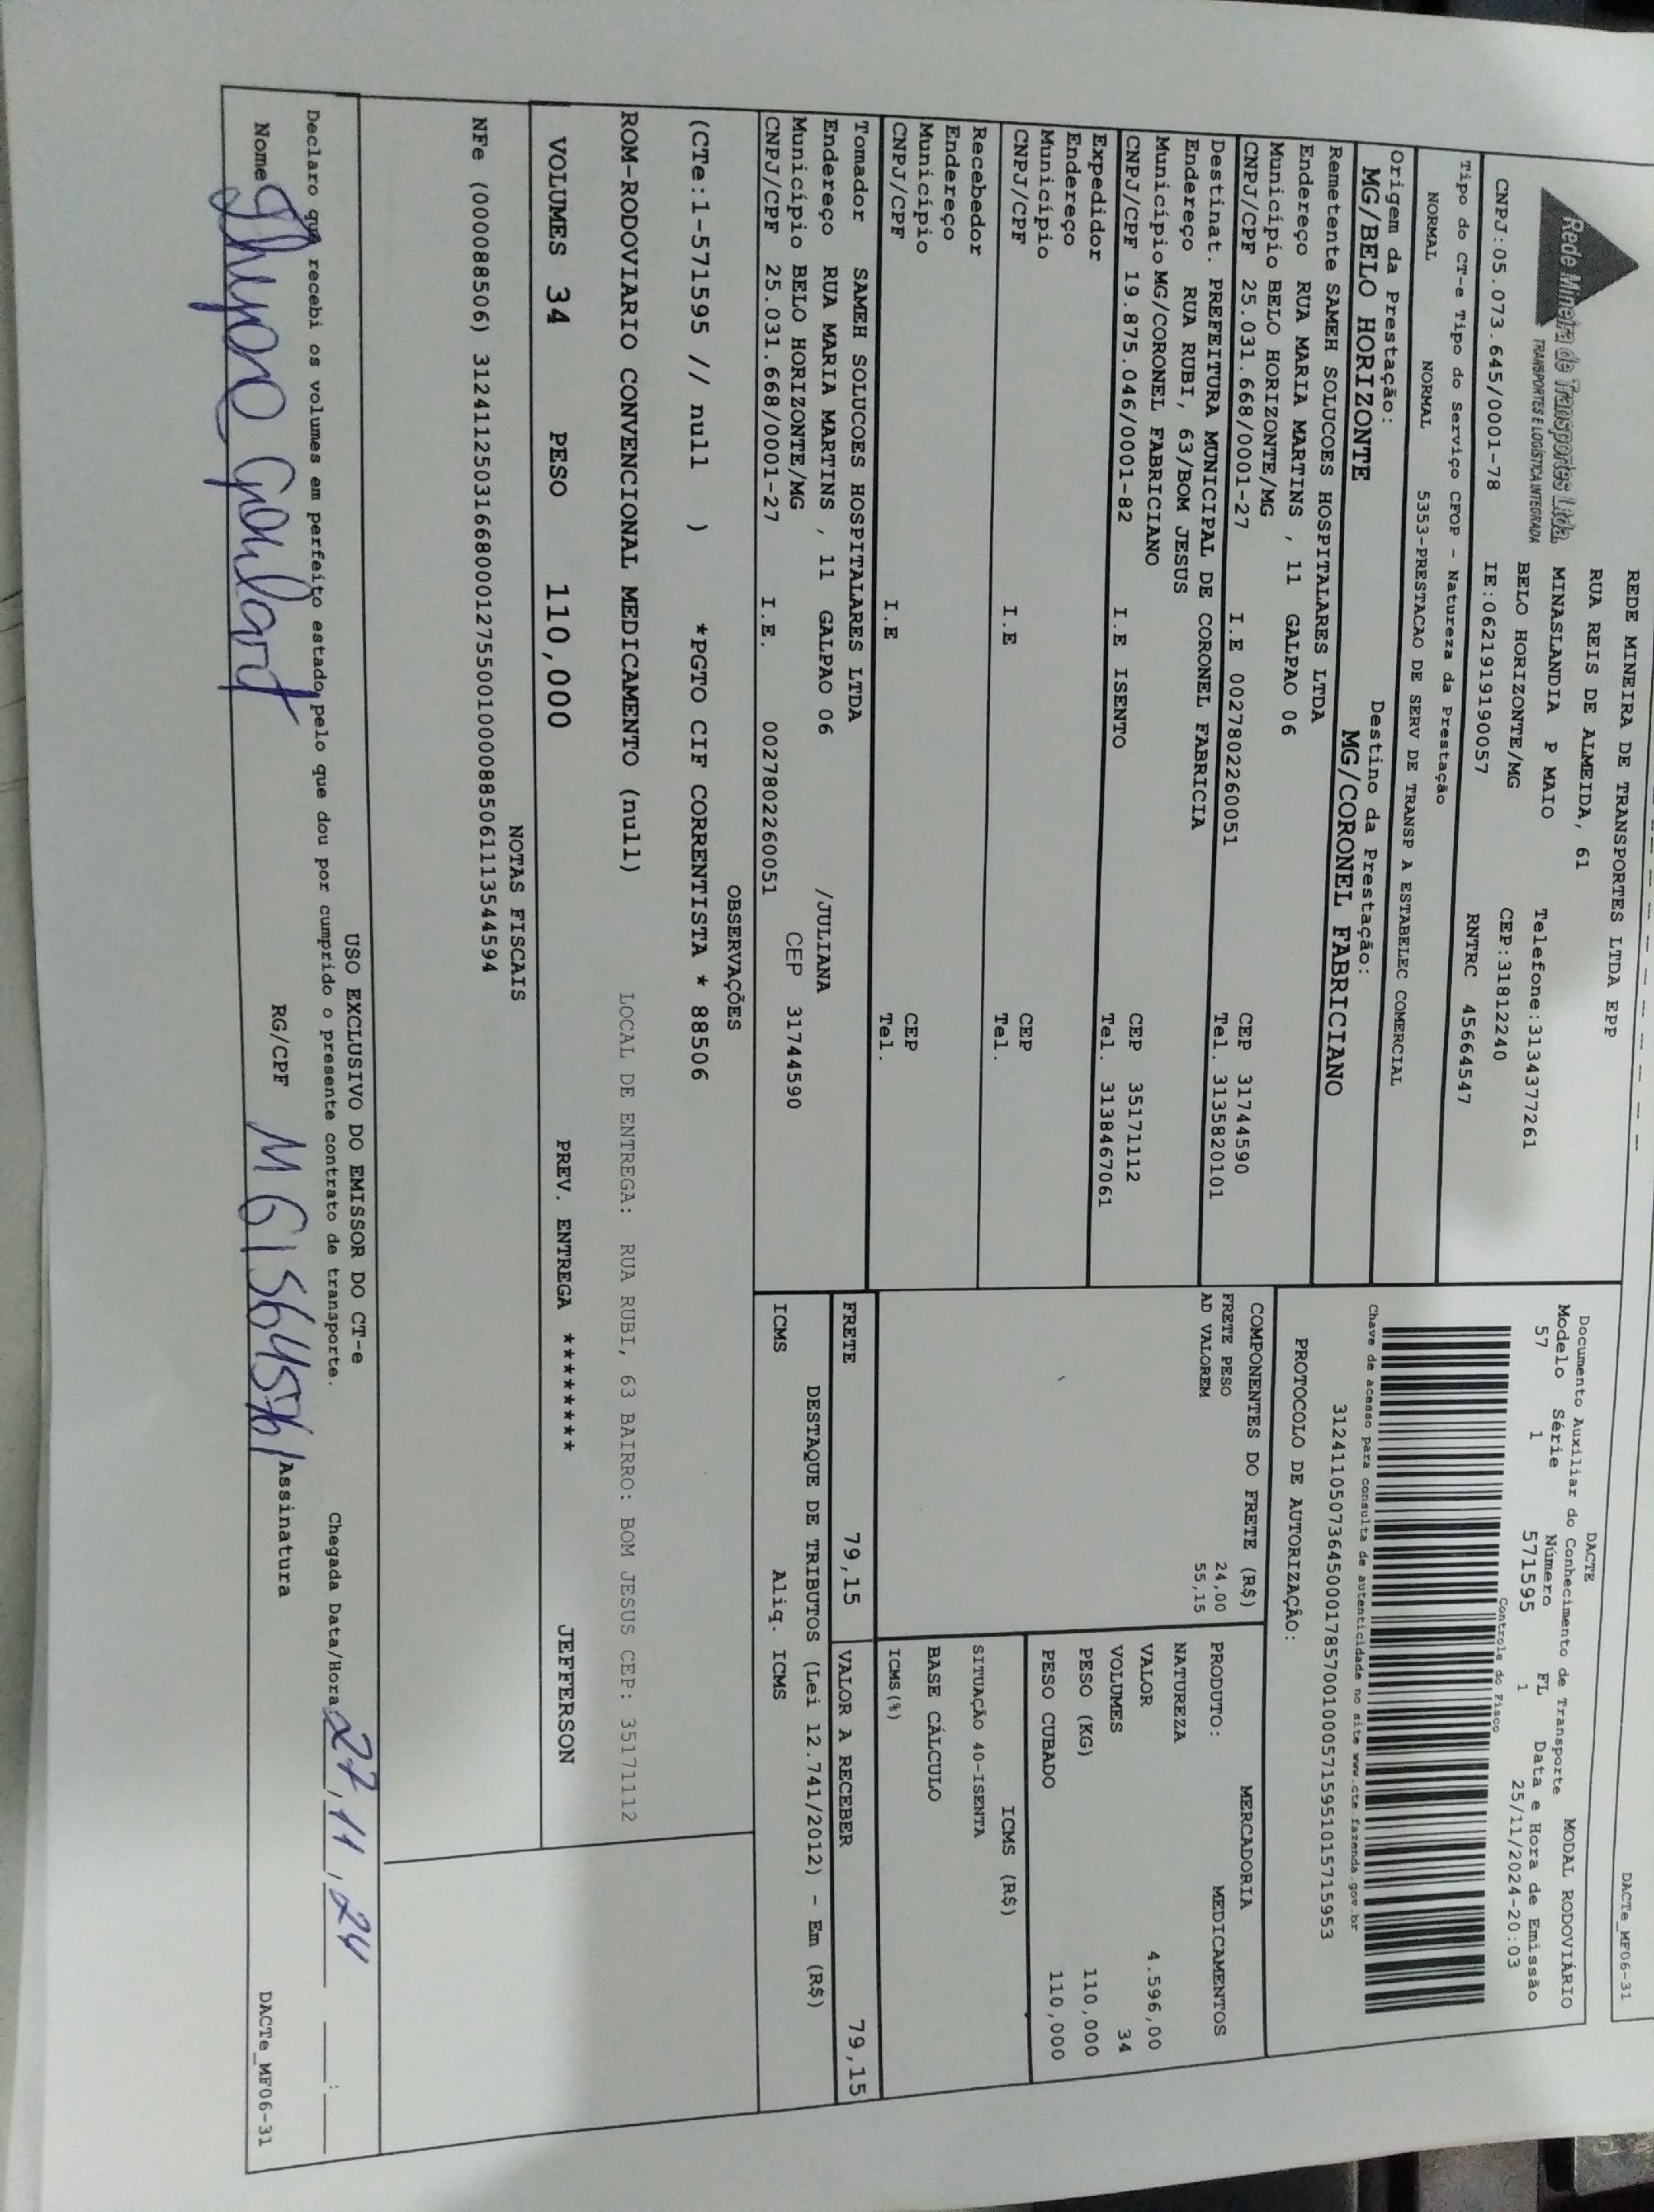 DACTe_MF06-31
Rede Mineira de Transportes Ltda.
TRANSPORTES E LOGÍSTICA INTEGRADA
REDE MINEIRA DE TRANSPORTES LTDA EPP
RUA REIS DE ALMEIDA, 61
MINASLANDIA P MAIO Telefone:3134377261
BELO HORIZONTE/MG CEP:31812240
CNPJ:05.073.645/0001-78 IE:0621919190057 RNTRC 45664547
Tipo do CT-e Tipo do Serviço CFOP - Natureza da Prestação
NORMAL NORMAL 5353-PRESTACAO DE SERV DE TRANSP A ESTABELEC COMERCIAL
Origem da Prestação: Destino da Prestação:
MG/BELO HORIZONTE MG/CORONEL FABRICIANO
Remetente SAMEH SOLUCOES HOSPITALARES LTDA
Endereço RUA MARIA MARTINS , 11 GALPAO 06
Município BELO HORIZONTE/MG CEP 31744590
CNPJ/CPF 25.031.668/0001-27 I.E 0027802260051 Tel. 3135820101
Destinat. PREFEITURA MUNICIPAL DE CORONEL FABRICIA
Endereço RUA RUBI, 63/BOM JESUS
Município MG/CORONEL FABRICIANO CEP 35171112
CNPJ/CPF 19.875.046/0001-82 I.E ISENTO Tel. 3138467061
Expedidor
Endereço
Município CEP
CNPJ/CPF I.E Tel.
Recebedor
Endereço
Município CEP
CNPJ/CPF I.E Tel.
Tomador SAMEH SOLUCOES HOSPITALARES LTDA
Endereço RUA MARIA MARTINS , 11 GALPAO 06 /JULIANA
Município BELO HORIZONTE/MG CEP 31744590
CNPJ/CPF 25.031.668/0001-27 I.E. 0027802260051
DACTE
Documento Auxiliar do Conhecimento de Transporte MODAL RODOVIÁRIO
Modelo Série Número FL Data e Hora de Emissão
57 1 571595 1 25/11/2024-20:03
Controle do Fisco
Chave de acesso para consulta de autenticidade no site www.cte.fazenda.gov.br
31241105073645000178570010005715951015715953
PROTOCOLO DE AUTORIZAÇÃO:
COMPONENTES DO FRETE (R$)
FRETE PESO 24,00
AD VALOREM 55,15
MERCADORIA
PRODUTO: MEDICAMENTOS
NATUREZA
VALOR 4.596,00
VOLUMES 34
PESO (KG) 110,000
PESO CUBADO 110,000
ICMS (R$)
SITUAÇÃO 40-ISENTA
BASE CÁLCULO
ICMS(%)
FRETE 79,15 VALOR A RECEBER 79,15
DESTAQUE DE TRIBUTOS (Lei 12.741/2012) - Em (R$)
ICMS Aliq. ICMS
OBSERVAÇÕES
(CTe:1-571595 // null ) *PGTO CIF CORRENTISTA * 88506
ROM-RODOVIARIO CONVENCIONAL MEDICAMENTO (null) LOCAL DE ENTREGA: RUA RUBI, 63 BAIRRO: BOM JESUS CEP: 35171112
VOLUMES 34 PESO 110,000 PREV. ENTREGA ******** JEFFERSON
NOTAS FISCAIS
NFe (000088506) 31241125031668000127550010000885061113544594
USO EXCLUSIVO DO EMISSOR DO CT-e
Declaro que recebi os volumes em perfeito estado, pelo que dou por cumprido o presente contrato de transporte. Chegada Data/Hora 27/11/24 __:__
Nome Goulart RG/CPF Assinatura
DACTe_MF06-31